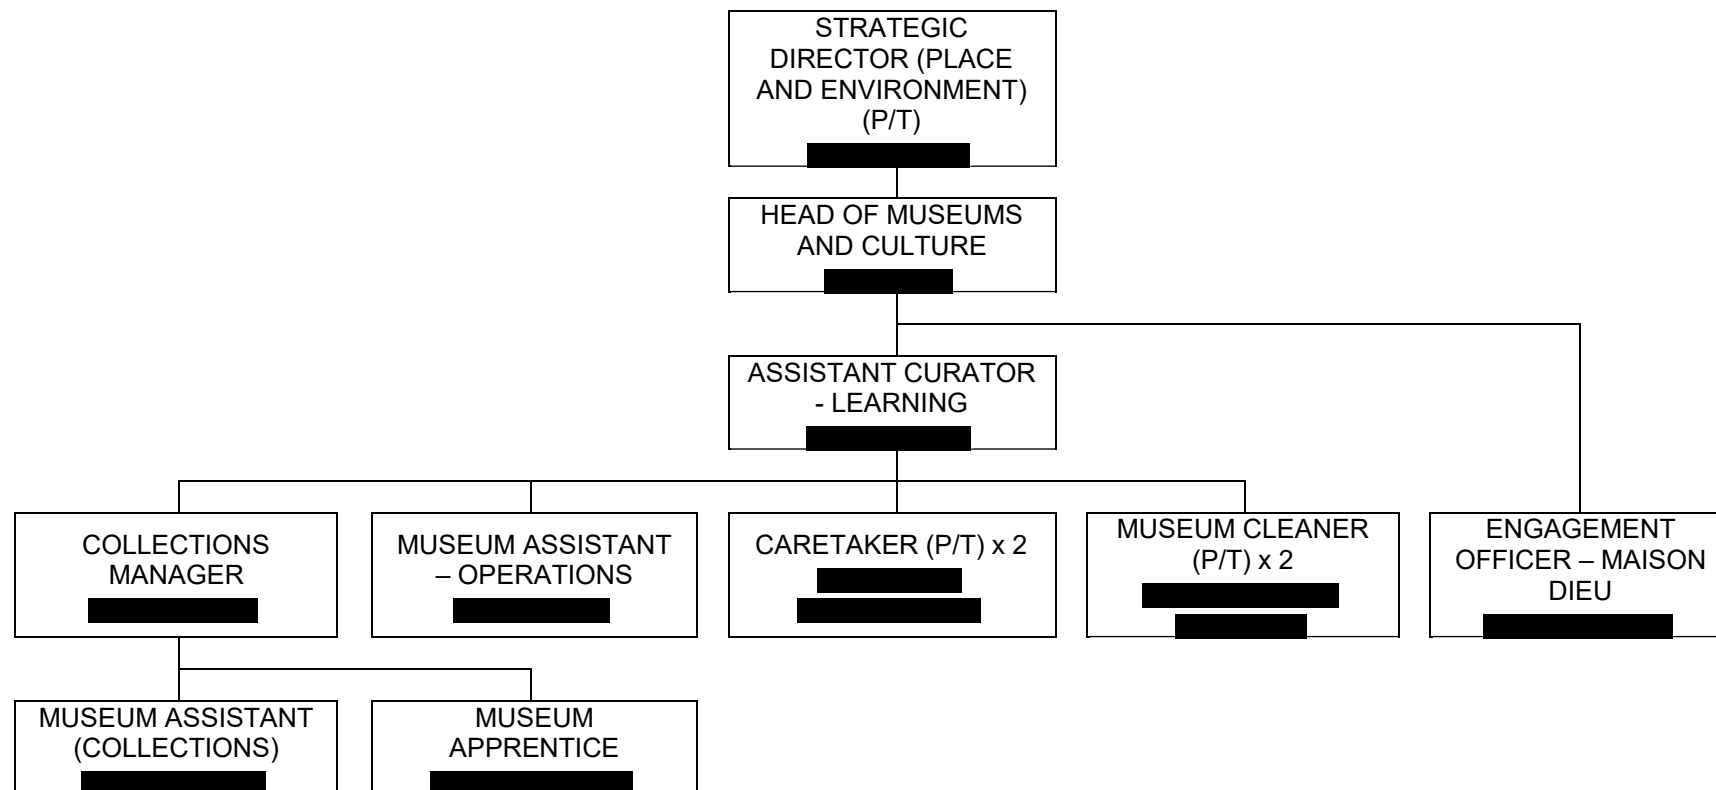 STRATEGIC
DIRECTOR (PLACE
AND ENVIRONMENT)
(P/T)
HEAD OF MUSEUMS
AND CULTURE
ASSISTANT CURATOR
- LEARNING
COLLECTIONS
MANAGER
MUSEUM ASSISTANT
– OPERATIONS
CARETAKER (P/T) x 2
MUSEUM CLEANER
(P/T) x 2
ENGAGEMENT
OFFICER – MAISON
DIEU
MUSEUM ASSISTANT
(COLLECTIONS)
MUSEUM
APPRENTICE